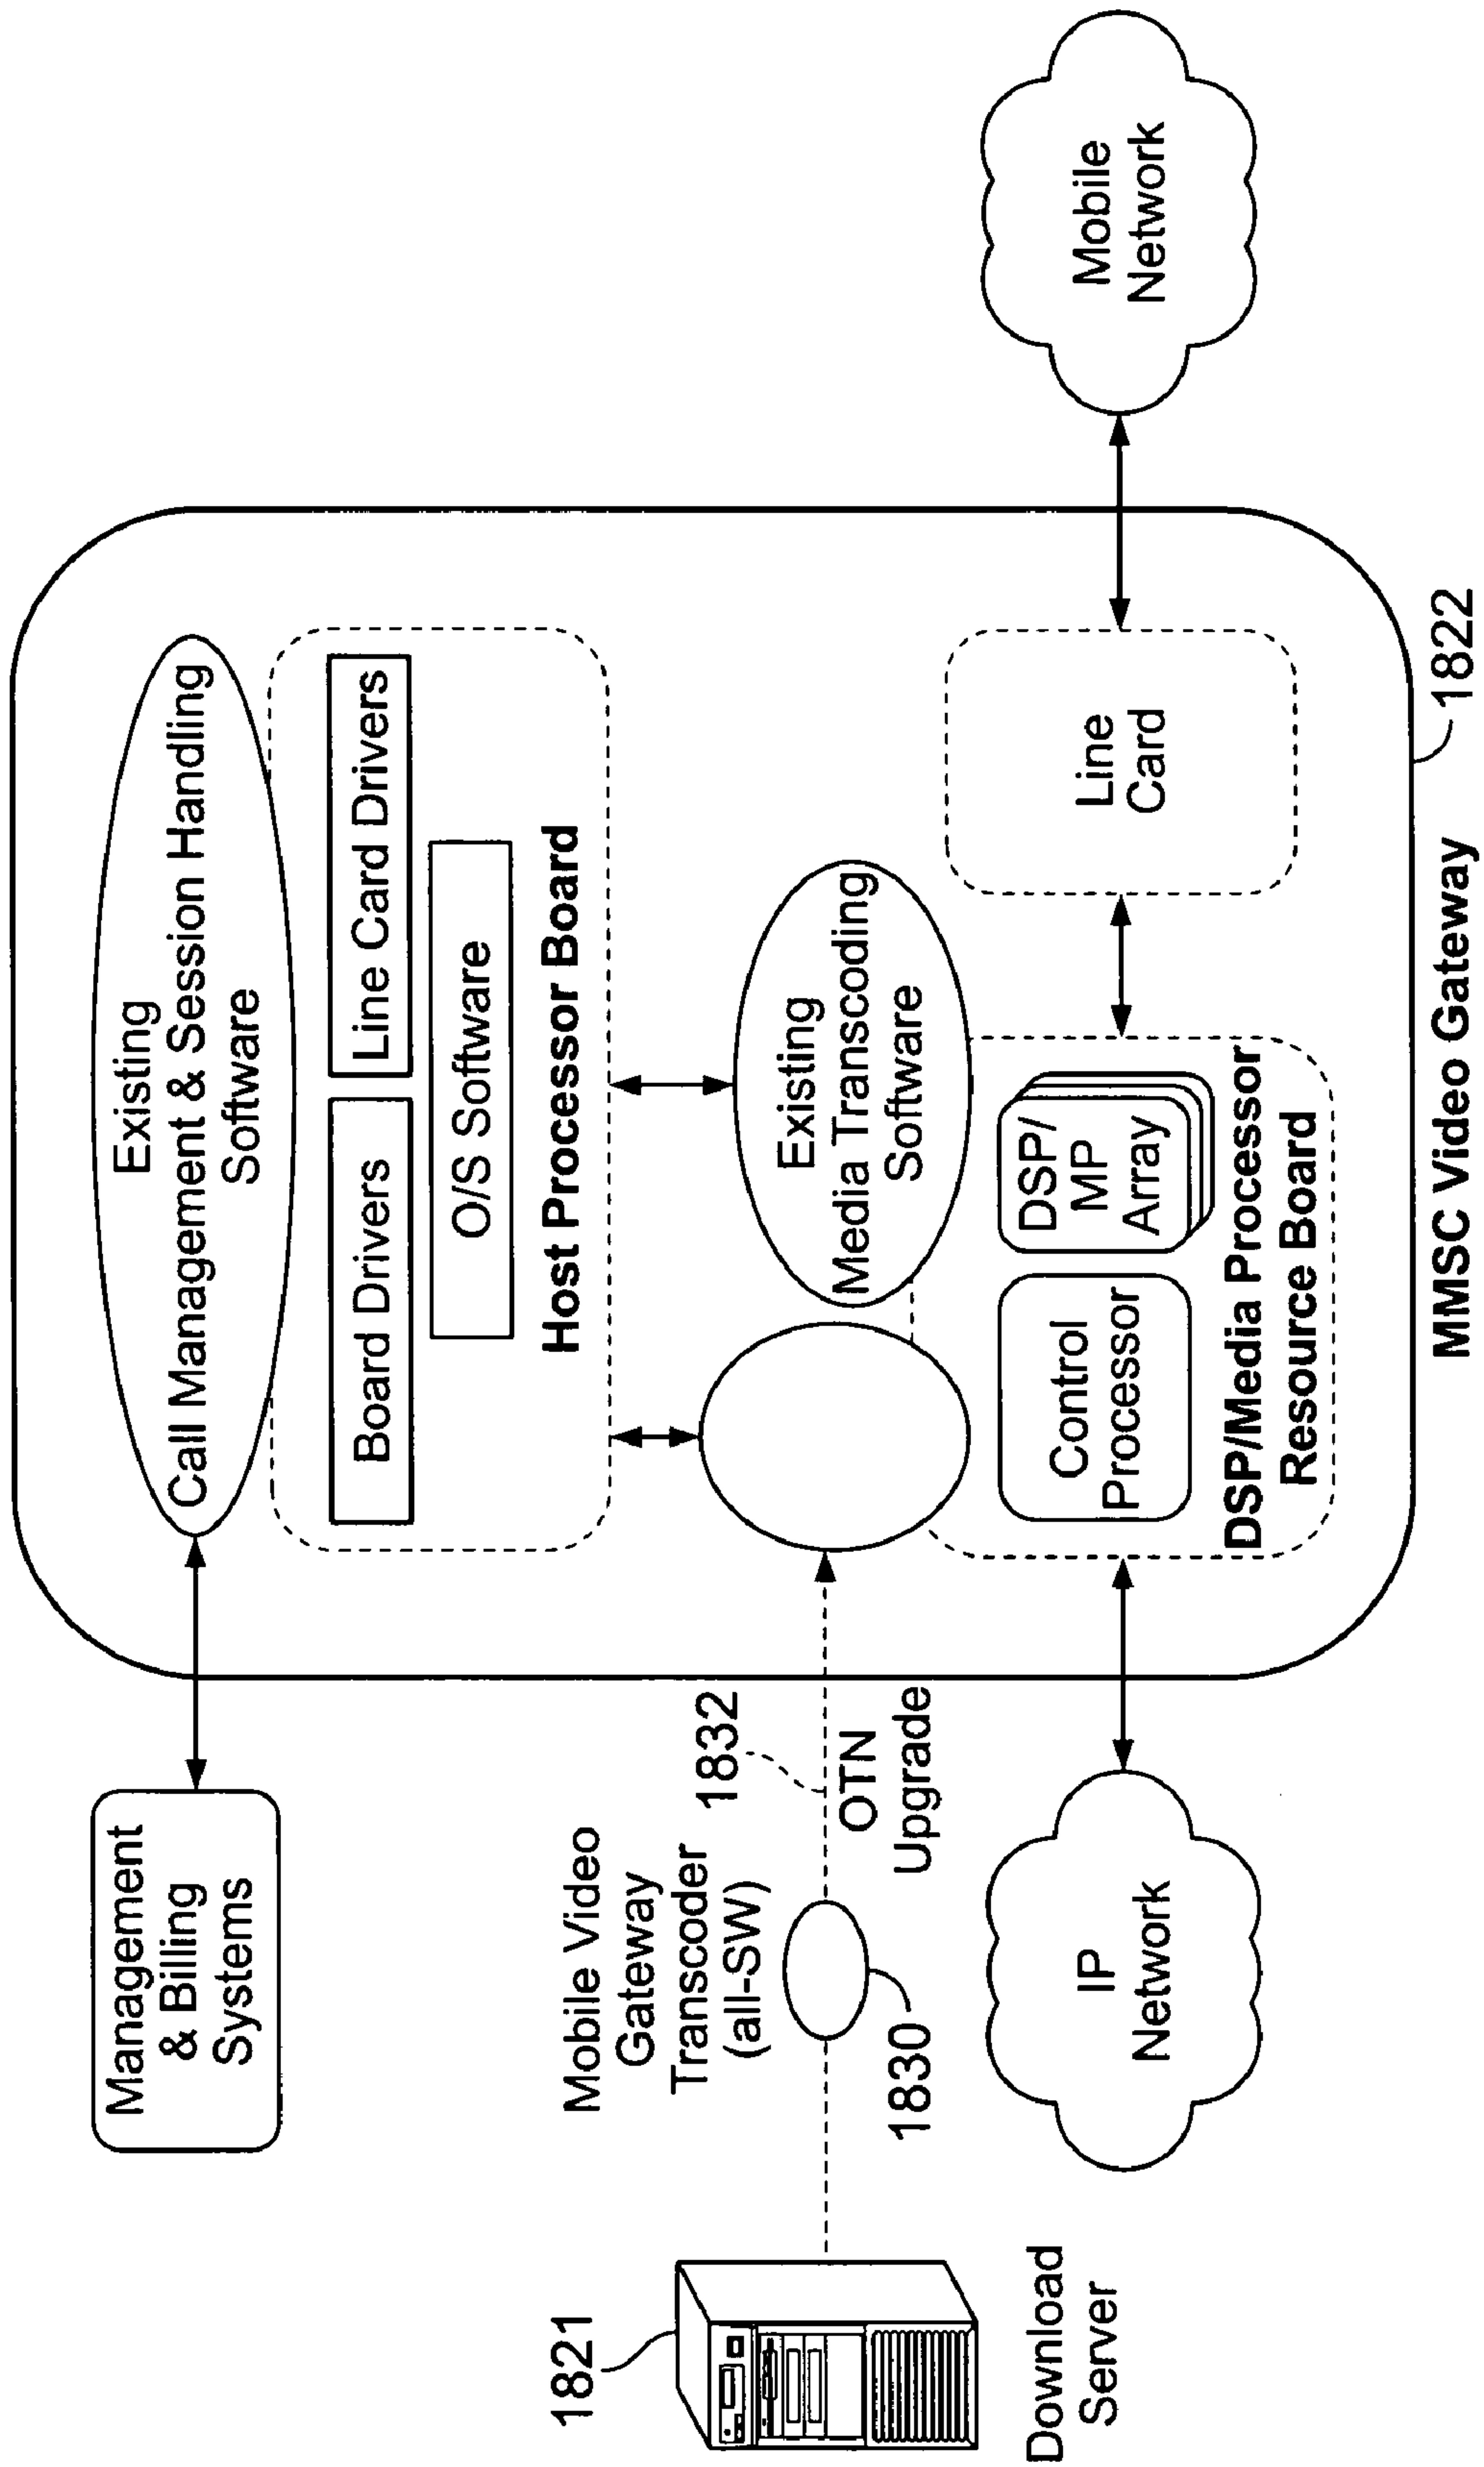 Management
& Billing
Systems
Existing
Call Management & Session Handling
Software
Board Drivers
Line Card Drivers
O/S Software
Host Processor Board
Mobile Video
Gateway
Transcoder
(all-SW)
1821
1830
1832
OTN
Upgrade
Existing
Media Transcoding
Software
Download
Server
IP
Network
Control
Processor
DSP/
MP
Array
DSP/Media Processor
Resource Board
Line
Card
Mobile
Network
MMSC Video Gateway
1822